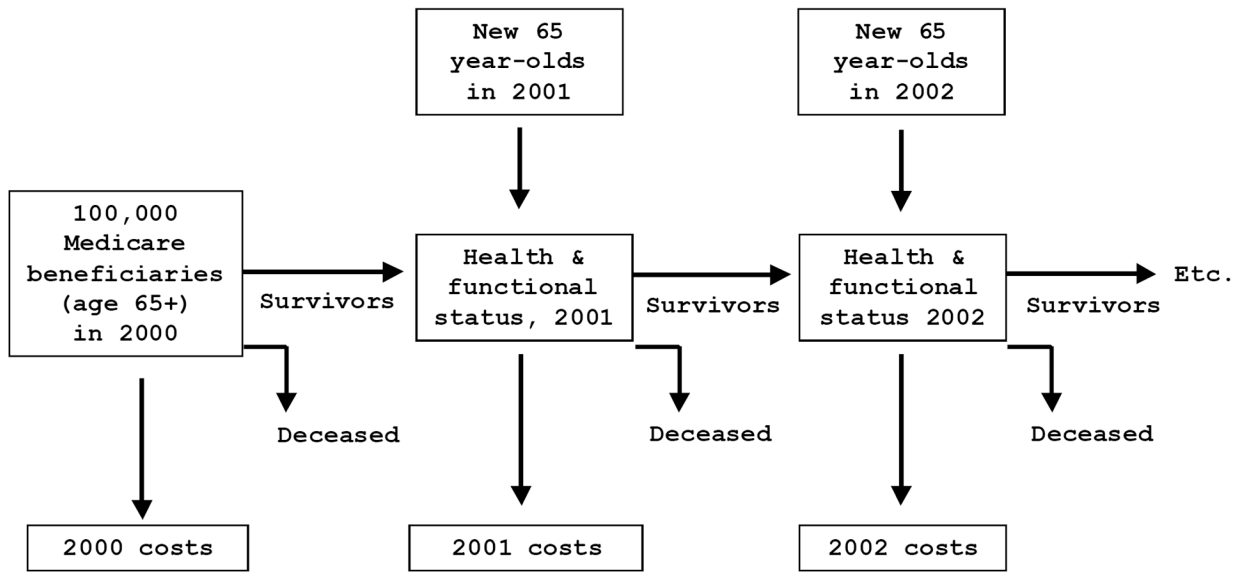 New 65
year-olds
in 2001
New 65
year-olds
in 2002
100,000
Medicare
beneficiaries
(age 65+)
in 2000
Survivors
Health &
functional
status, 2001
Survivors
Health &
functional
status 2002
Survivors
Etc.
Deceased
Deceased
Deceased
2000 costs
2001 costs
2002 costs